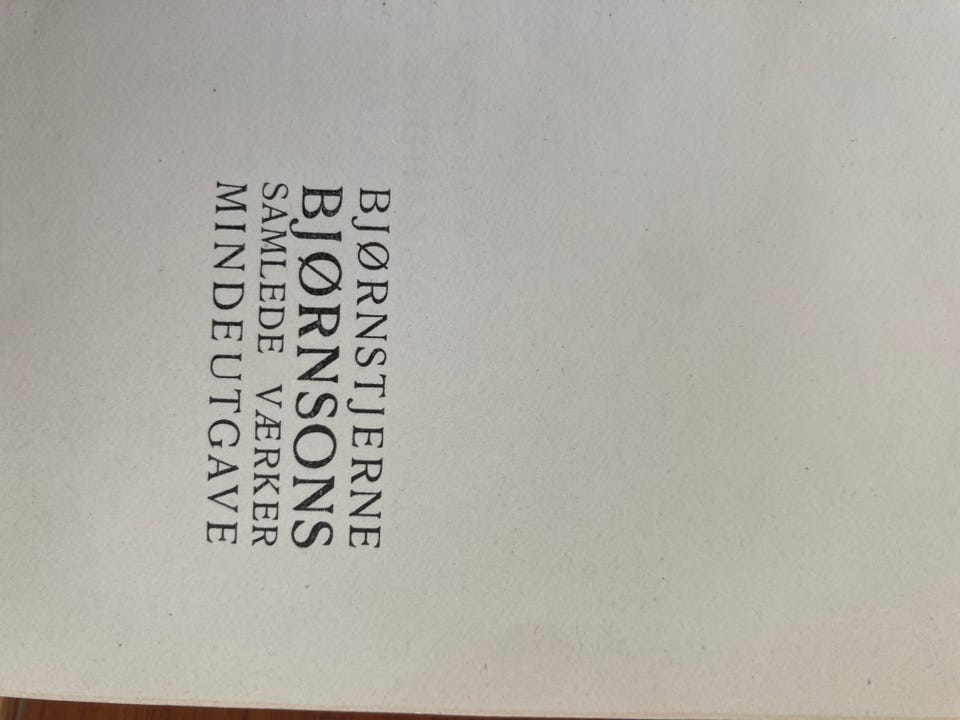 BJØRNSTJERNE
BJØRNSONS
SAMLEDE VÆRKER
MINDEUTGAVE